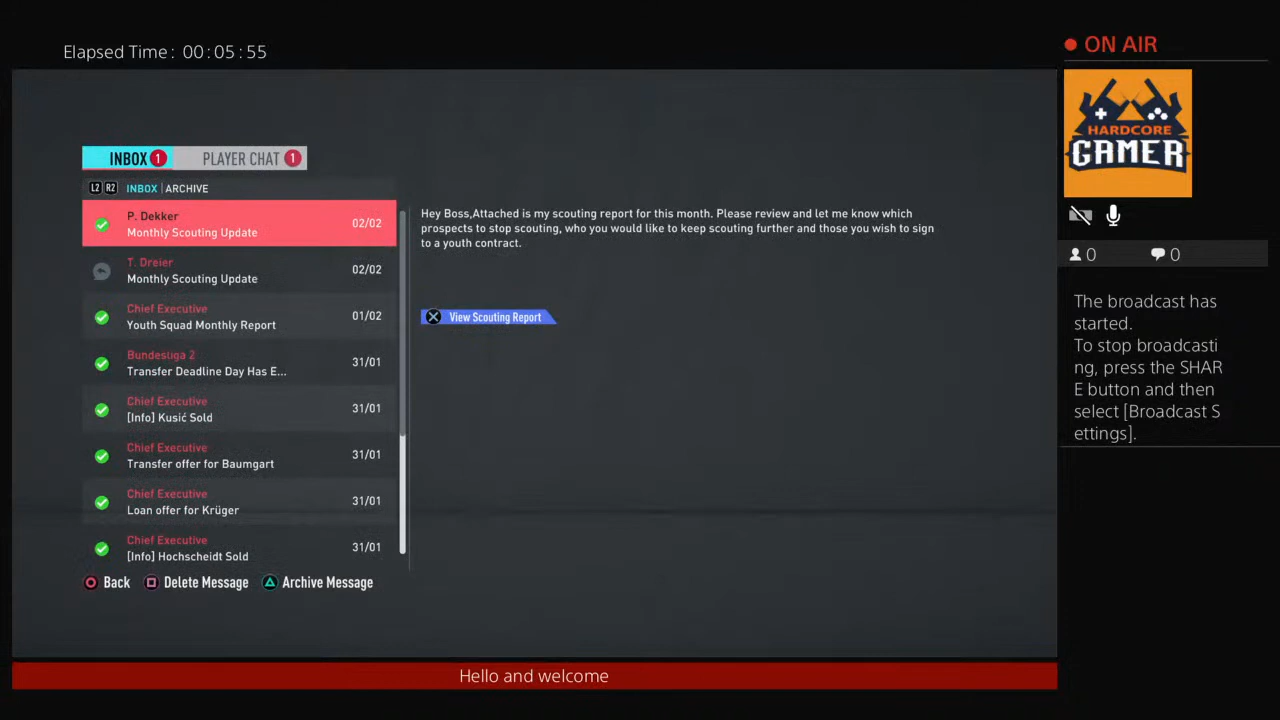 Elapsed Time: 00:05:55
ON AIR
HARDCORE
GAMER
INBOX 1 PLAYER CHAT 1
L2 R2 INBOX | ARCHIVE
P. Dekker
Monthly Scouting Update 02/02
T. Dreier
Monthly Scouting Update 02/02
Chief Executive
Youth Squad Monthly Report 01/02
Bundesliga 2
Transfer Deadline Day Has E... 31/01
Chief Executive
[Info] Kusić Sold 31/01
Chief Executive
Transfer offer for Baumgart 31/01
Chief Executive
Loan offer for Krüger 31/01
Chief Executive
[Info] Hochscheidt Sold 31/01
Hey Boss,Attached is my scouting report for this month. Please review and let me know which
prospects to stop scouting, who you would like to keep scouting further and those you wish to sign
to a youth contract.
View Scouting Report
Back Delete Message Archive Message
0 0
The broadcast has
started.
To stop broadcasti
ng, press the SHAR
E button and then
select [Broadcast S
ettings].
Hello and welcome